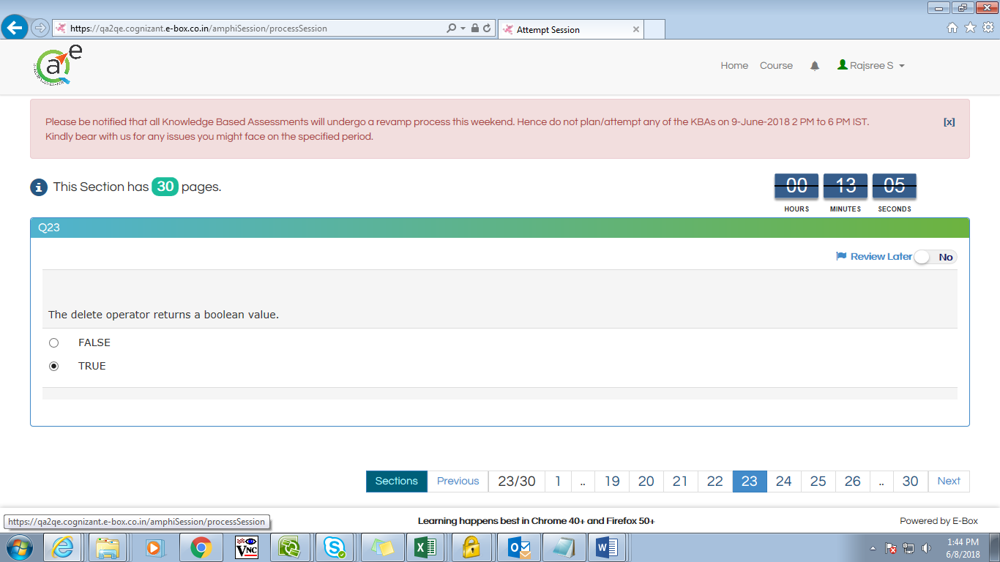 https://qa2qe.cognizant.e-box.co.in/amphiSession/processSession
Attempt Session
a e
Home Course Rajsree S
Please be notified that all Knowledge Based Assessments will undergo a revamp process this weekend. Hence do not plan/attempt any of the KBAs on 9-June-2018 2 PM to 6 PM IST.
[x]
Kindly bear with us for any issues you might face on the specified period.
This Section has 30 pages.
00 13 05
HOURS MINUTES SECONDS
Q23
Review Later No
The delete operator returns a boolean value.
FALSE
TRUE
Sections Previous 23/30 1 .. 19 20 21 22 23 24 25 26 .. 30 Next
https://qa2qe.cognizant.e-box.co.in/amphiSession/processSession
Learning happens best in Chrome 40+ and Firefox 50+
Powered by E-Box
VNC
1:44 PM
6/8/2018